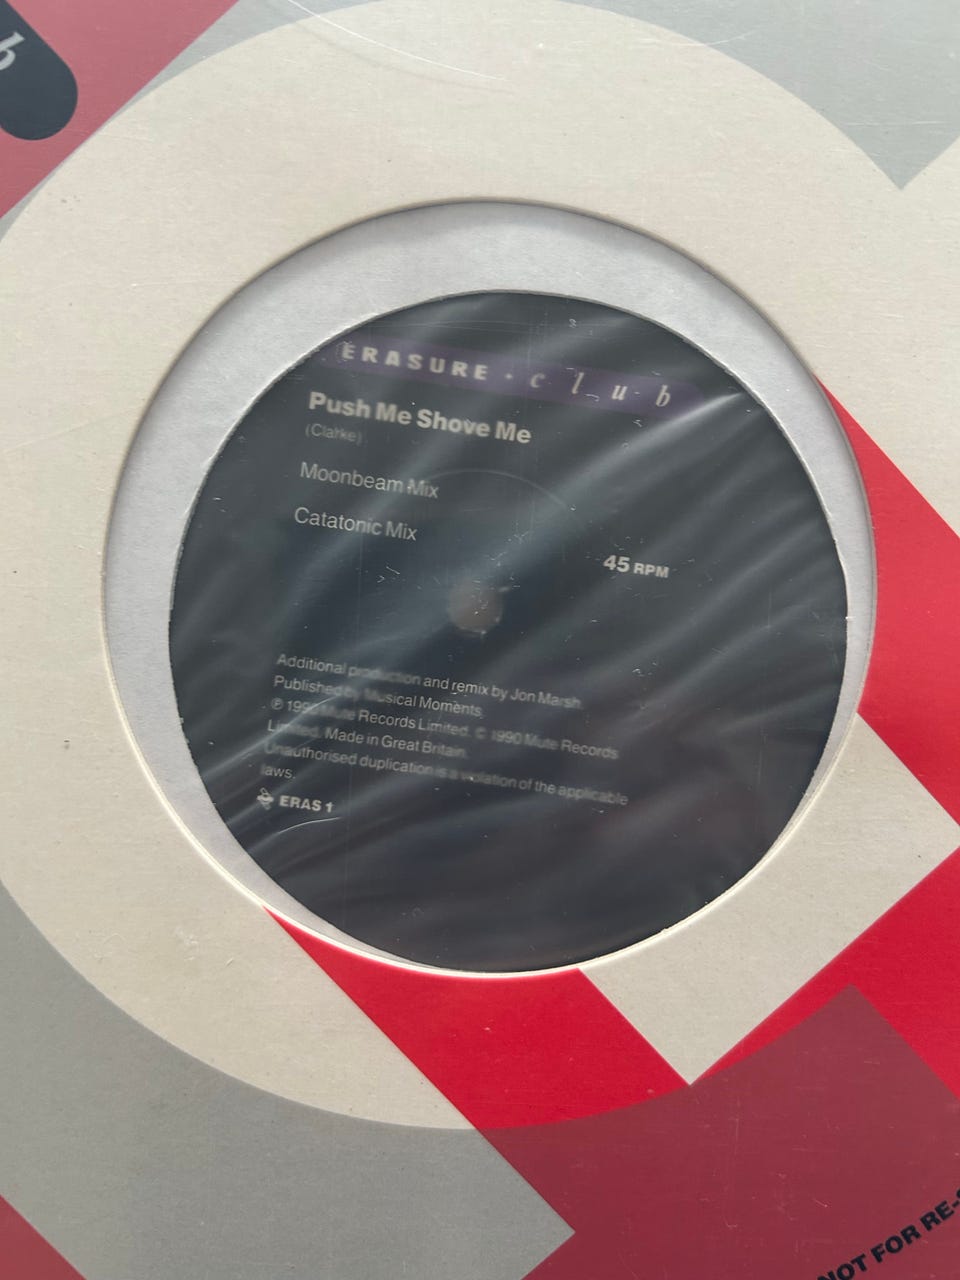 b
ERASURE · club
Push Me Shove Me
(Clarke)
Moonbeam Mix
Catatonic Mix
45 RPM
Additional production and remix by Jon Marsh.
Published by Musical Moments.
℗ 1990 Mute Records Limited. © 1990 Mute Records
Limited. Made in Great Britain.
Unauthorised duplication is a violation of the applicable
laws.
ERAS 1
NOT FOR RE-